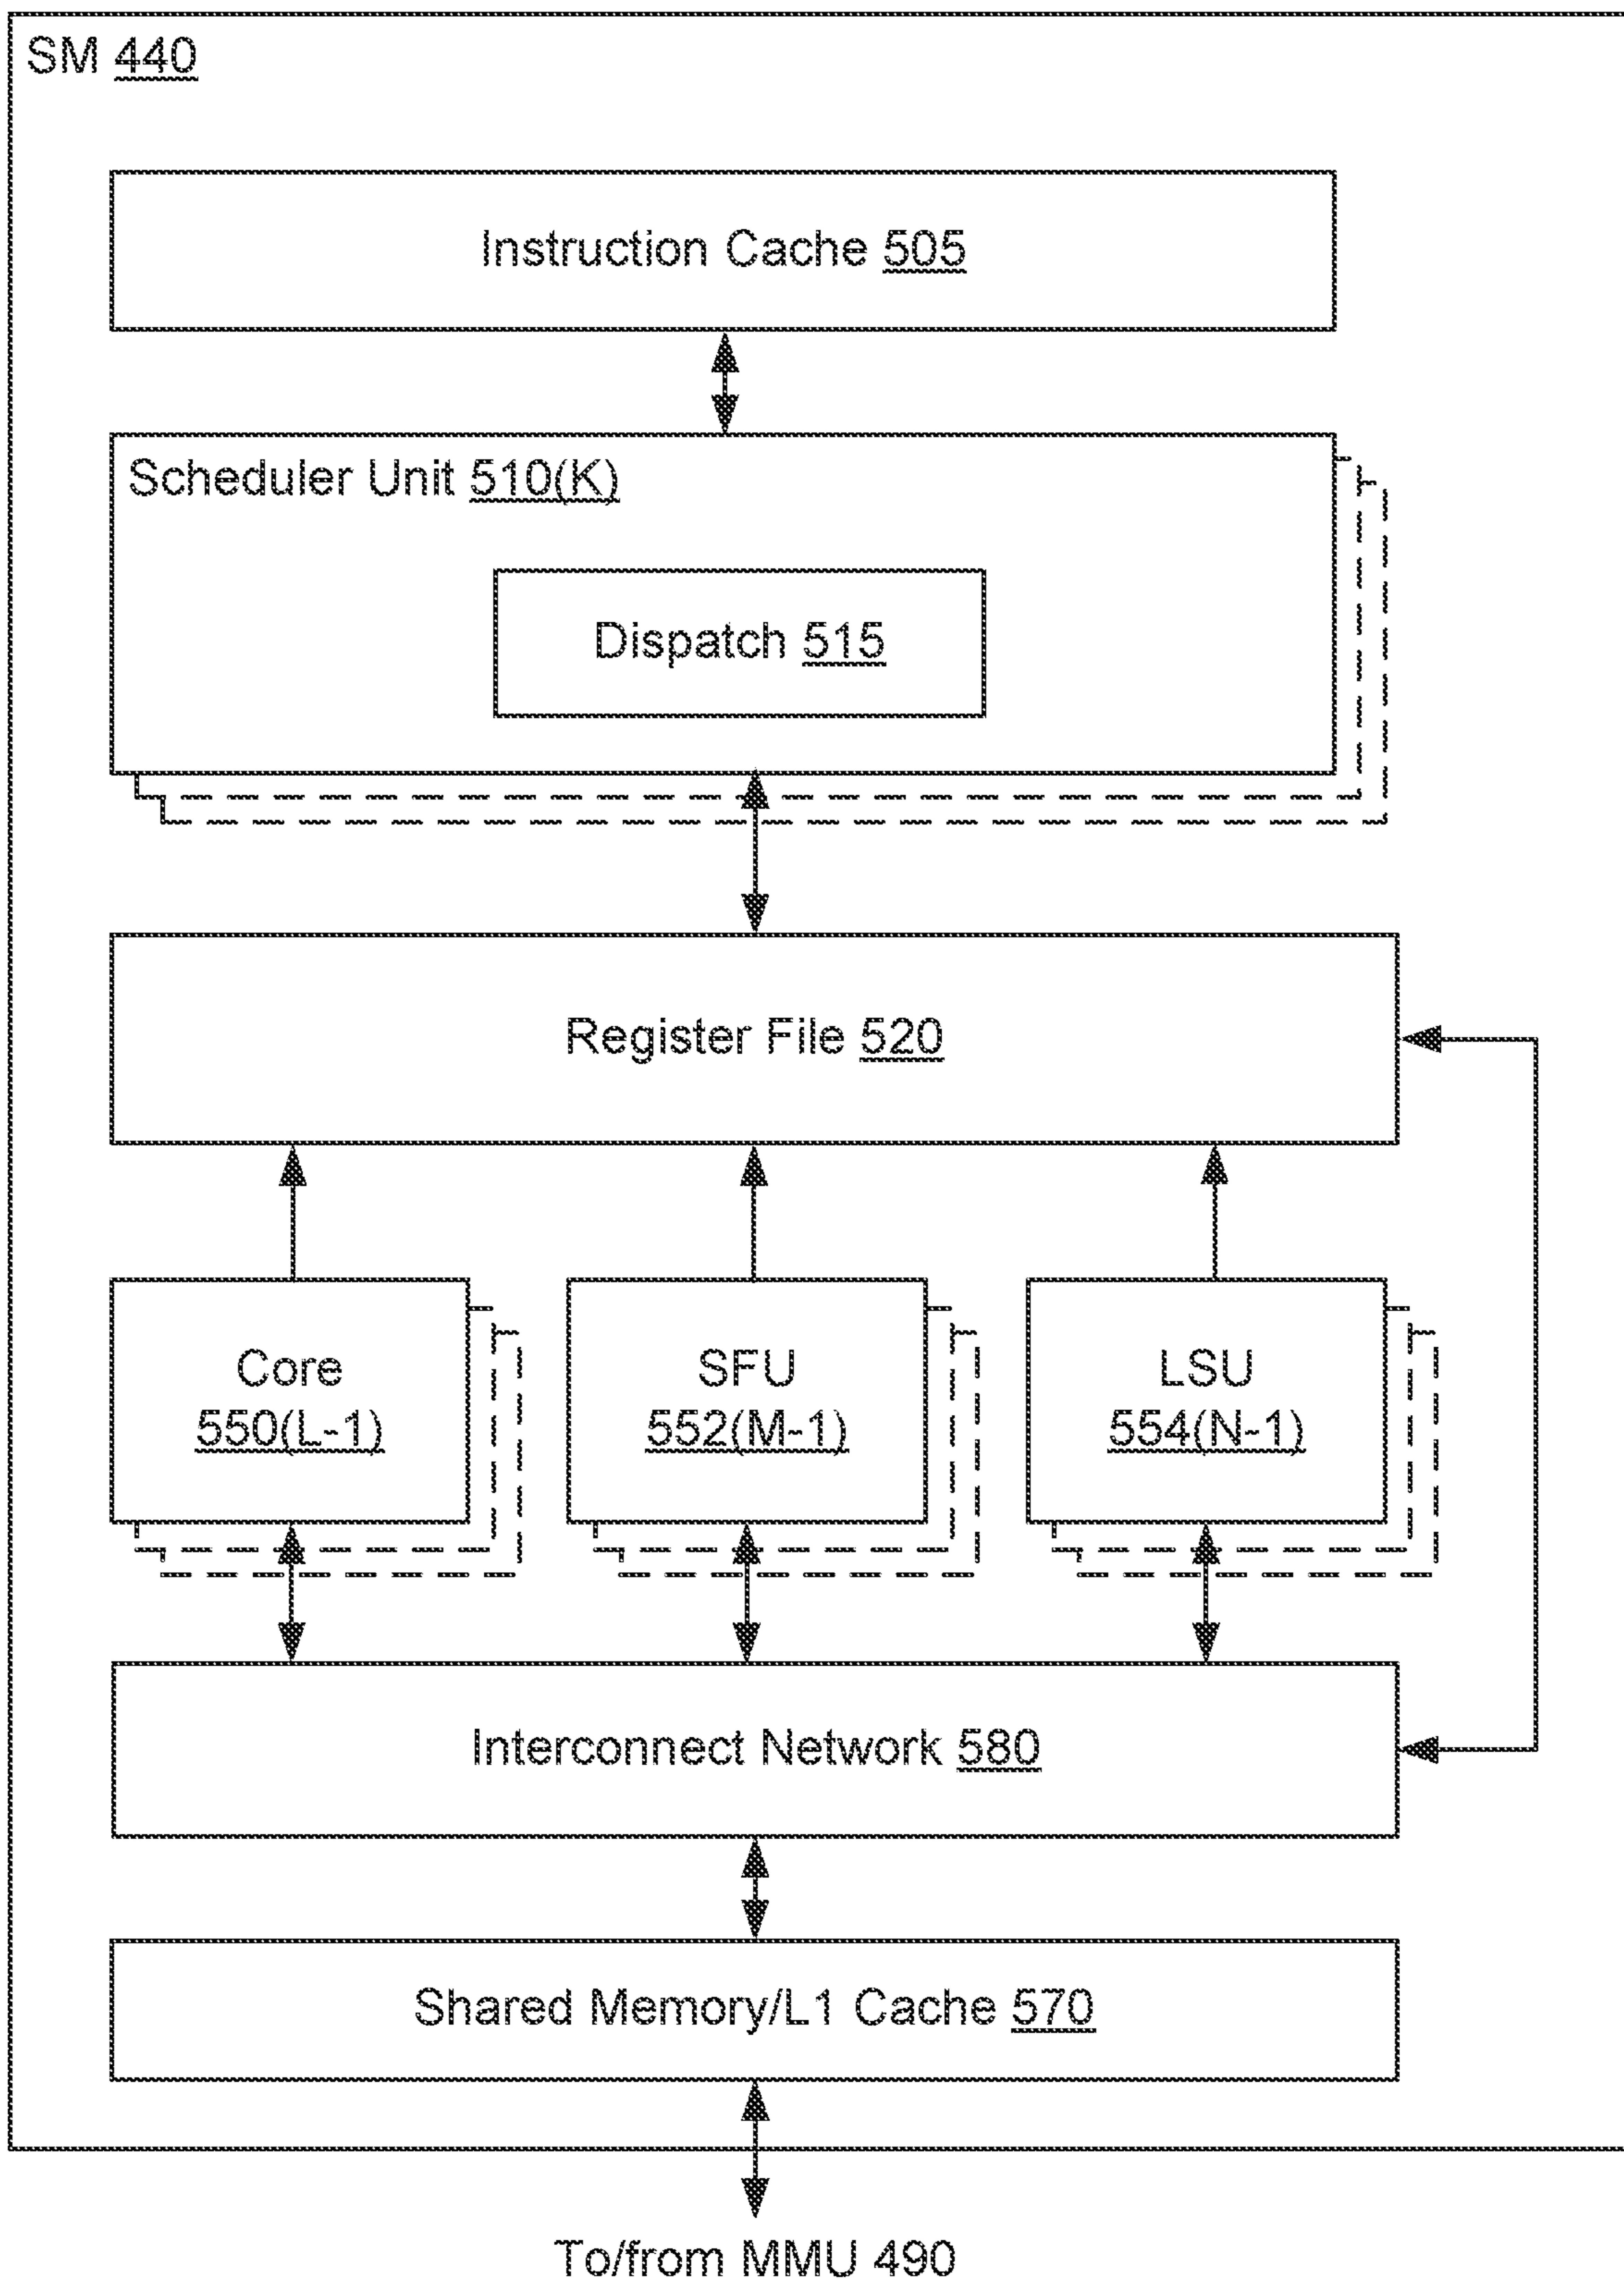 SM 440
Instruction Cache 505
Scheduler Unit 510(K)
Dispatch 515
Register File 520
Core
550(L-1)
SFU
552(M-1)
LSU
554(N-1)
Interconnect Network 580
Shared Memory/L1 Cache 570
To/from MMU 490